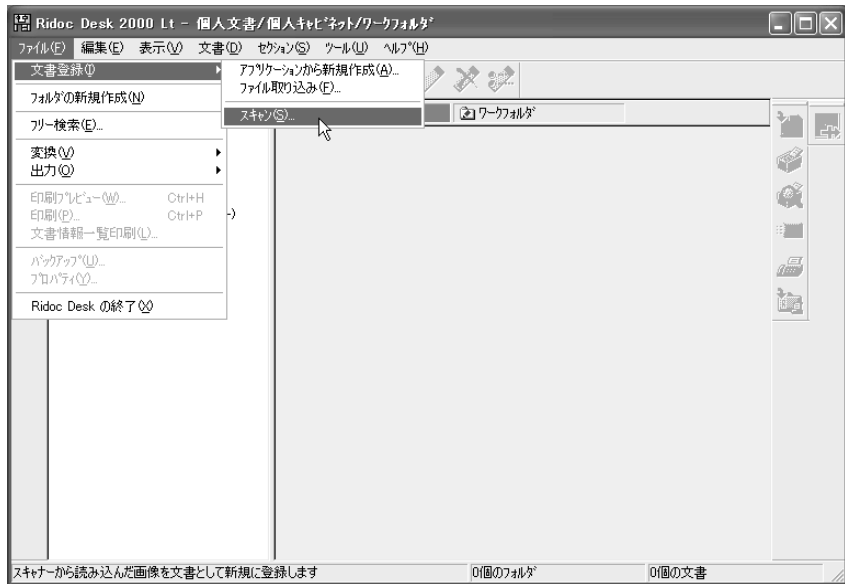 Ridoc Desk 2000 Lt - 個人文書/個人ｷｬﾋﾞﾈｯﾄ/ﾜｰｸﾌｫﾙﾀﾞ
ﾌｧｲﾙ(F) 編集(E) 表示(V) 文書(D) ｾｸｼｮﾝ(S) ﾂｰﾙ(U) ﾍﾙﾌﾟ(H)
文書登録(I)
ｱﾌﾟﾘｹｰｼｮﾝから新規作成(A)...
ﾌｧｲﾙ取り込み(F)...
ｽｷｬﾝ(S)...
ﾌｫﾙﾀﾞの新規作成(N)
ﾌﾘｰ検索(E)...
変換(V)
出力(O)
印刷ﾌﾟﾚﾋﾞｭｰ(W)... Ctrl+H
印刷(P)... Ctrl+P
文書情報一覧印刷(L)...
ﾊﾞｯｸｱｯﾌﾟ(U)...
ﾌﾟﾛﾊﾟﾃｨ(Y)...
Ridoc Desk の終了(X)
ﾜｰｸﾌｫﾙﾀﾞ
-)
ｽｷｬﾅｰから読み込んだ画像を文書として新規に登録します 0個のﾌｫﾙﾀﾞ 0個の文書